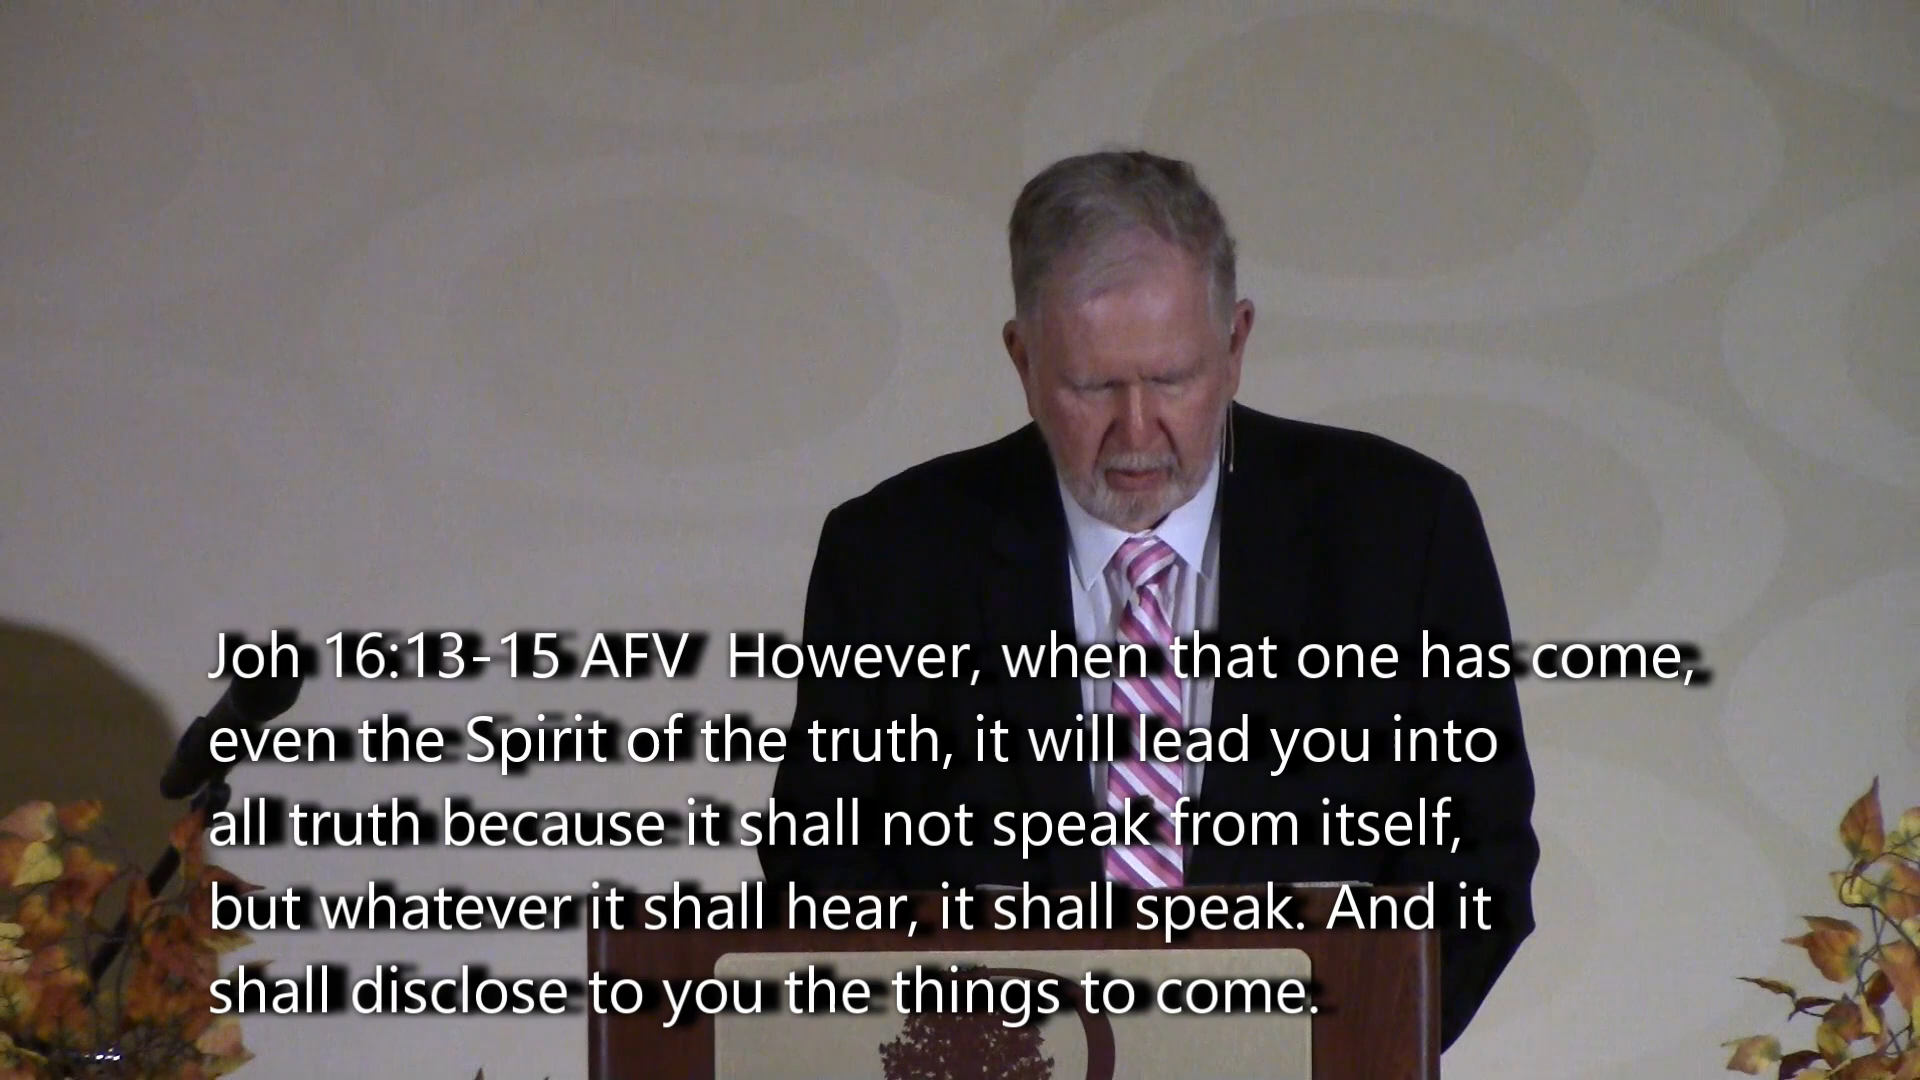 Joh 16:13-15 AFV  However, when that one has come,
even the Spirit of the truth, it will lead you into
all truth because it shall not speak from itself,
but whatever it shall hear, it shall speak. And it
shall disclose to you the things to come.